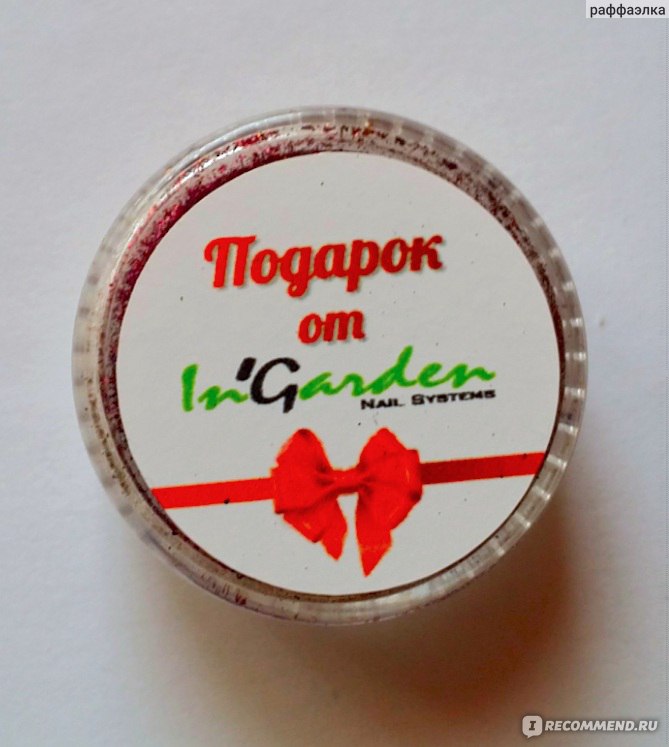 раффаэлка
Подарок
от
In'Garden
Nail Systems
I RECOMMEND.RU